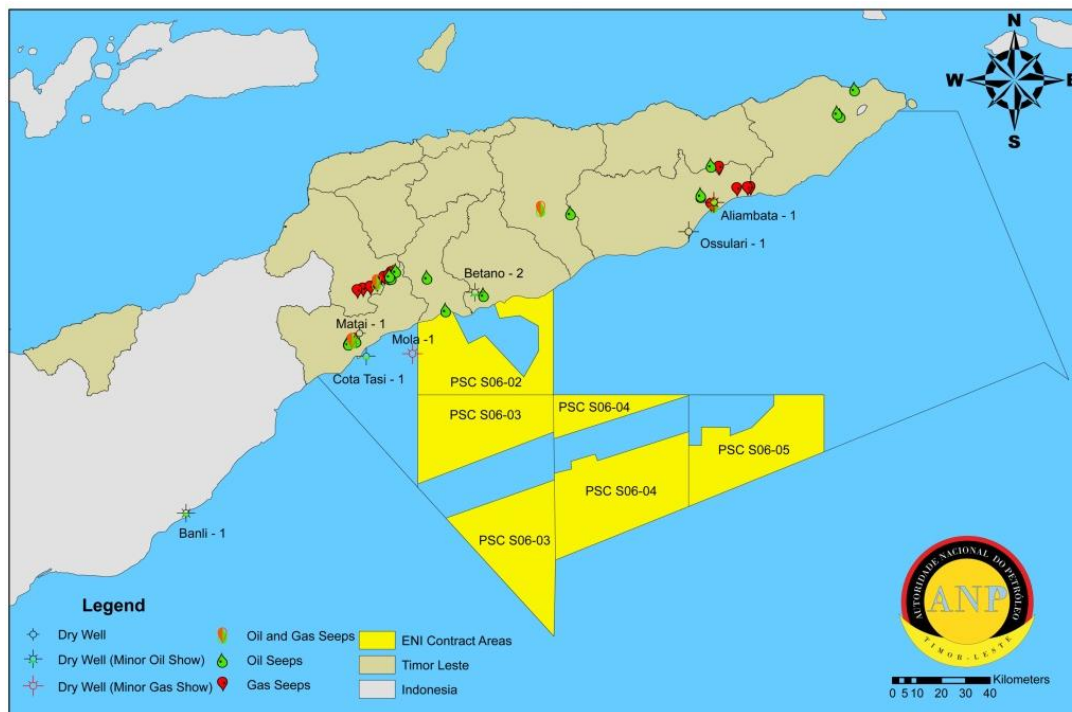 N
W
E
S
Aliambata - 1
Ossulari - 1
Betano - 2
Matai - 1
Mola -1
Cota Tasi - 1
PSC S06-02
PSC S06-03
PSC S06-04
PSC S06-05
PSC S06-04
PSC S06-03
Banli - 1
Legend
Dry Well
Dry Well (Minor Oil Show)
Dry Well (Minor Gas Show)
Oil and Gas Seeps
Oil Seeps
Gas Seeps
ENI Contract Areas
Timor Leste
Indonesia
AUTORIDADE NACIONAL DO PETRÓLEO
ANP
TIMOR-LESTE
Kilometers
0 5 10 20 30 40